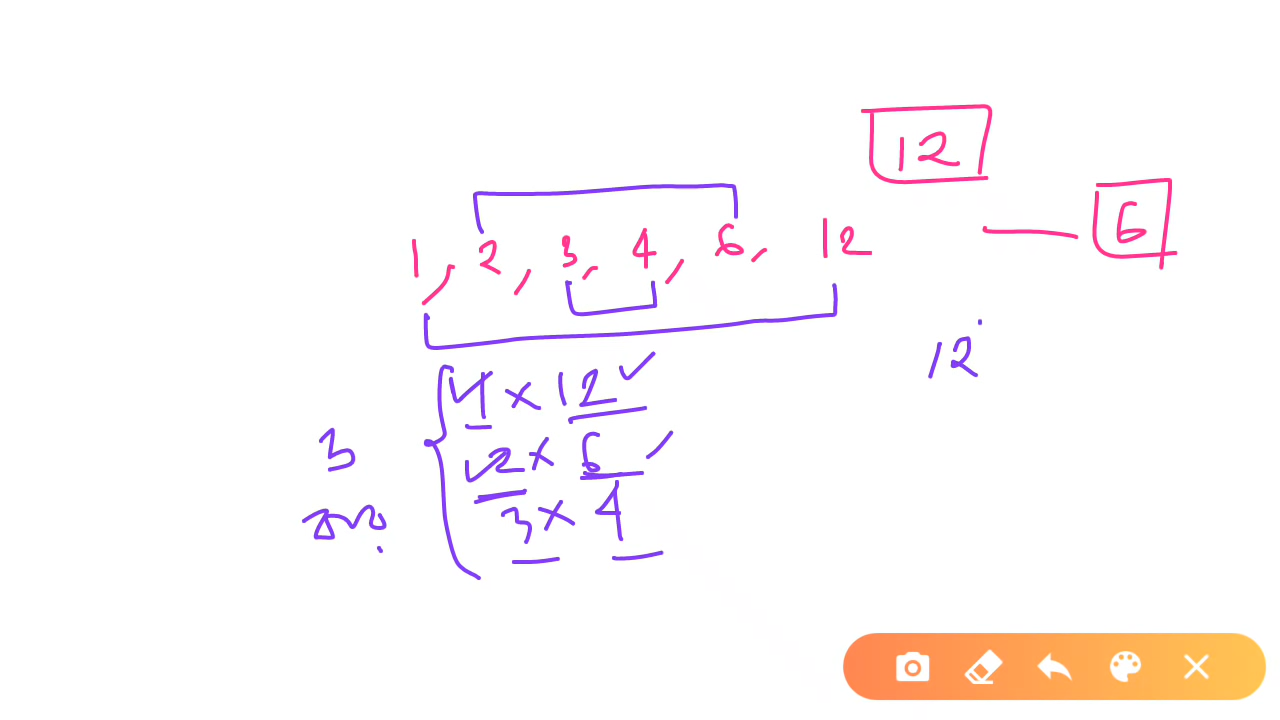 12
6
1, 2, 3, 4, 6, 12
12
1 × 12
2 × 6
3
3 × 4